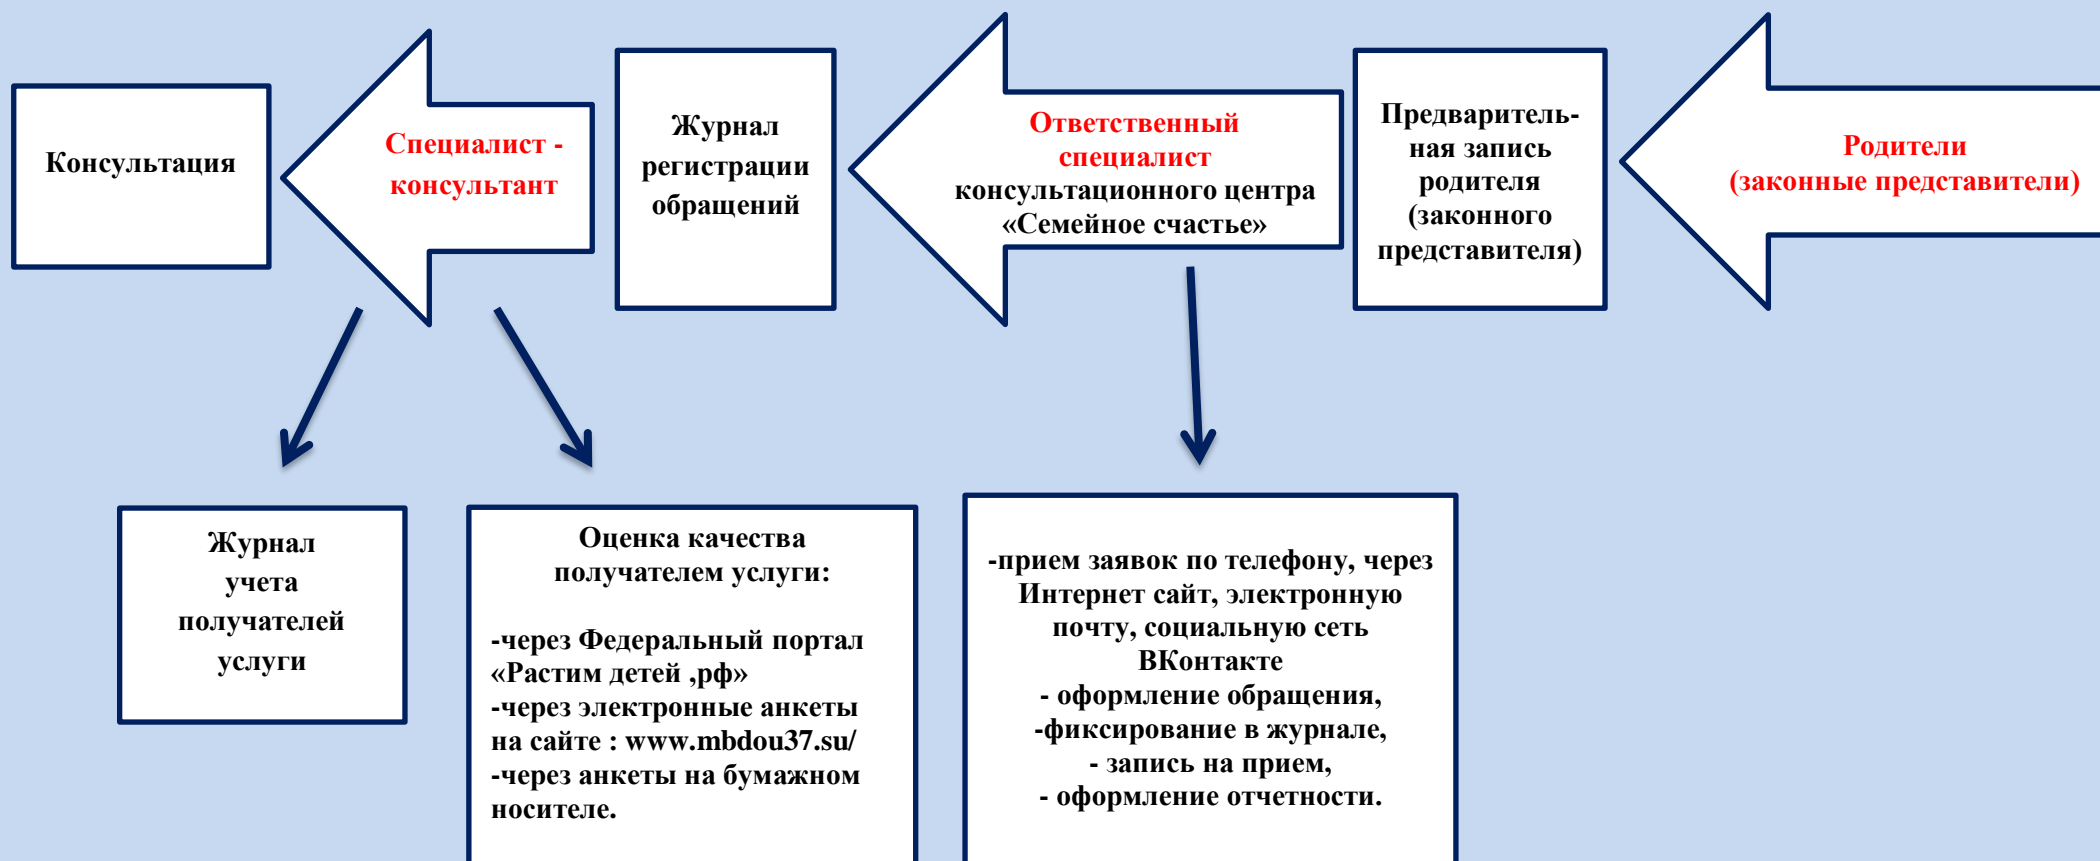 Консультация
Специалист -
консультант
Журнал
регистрации
обращений
Ответственный
специалист
консультационного центра
«Семейное счастье»
Предваритель-
ная запись
родителя
(законного
представителя)
Родители
(законные представители)
Журнал
учета
получателей
услуги
Оценка качества
получателем услуги:
-через Федеральный портал
«Растим детей ,рф»
-через электронные анкеты
на сайте : www.mbdou37.su/
-через анкеты на бумажном
носителе.
-прием заявок по телефону, через
Интернет сайт, электронную
почту, социальную сеть
ВКонтакте
- оформление обращения,
-фиксирование в журнале,
- запись на прием,
- оформление отчетности.